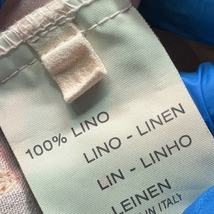 100% LINO
LINO - LINEN
LIN - LINHO
LEINEN
IN ITALY